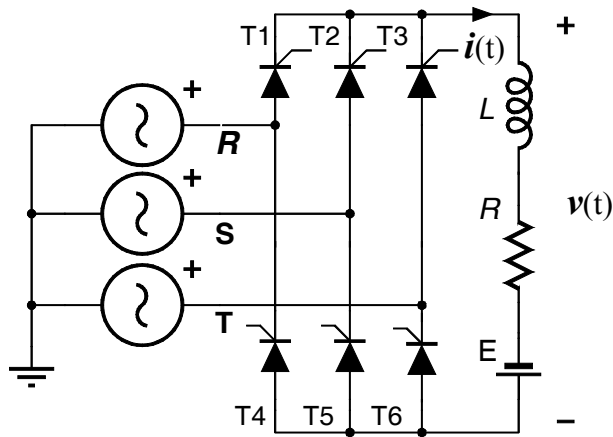 T1 T2 T3 i(t) +
+ R L
+ S R v(t)
+ T E
T4 T5 T6 −